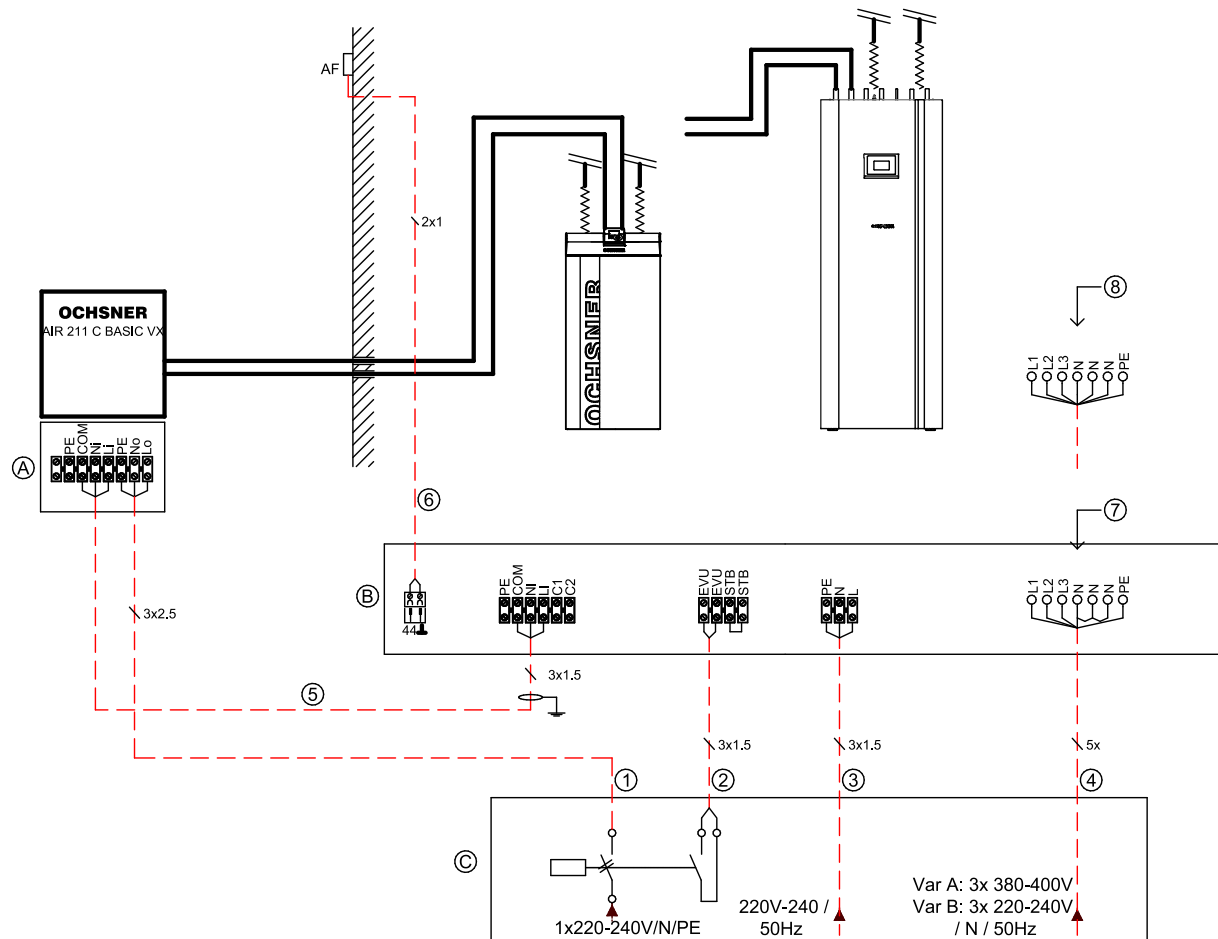 AF
2x1
OCHSNER
AIR 211 C BASIC VX
OCHSNER
8
L1 L2 L3 N N N PE
A
PE COM Ni Li PE No Lo
6
7
B
44
PE COM NI LI C1 C2
EVU EVU STB STB
PE N L
L1 L2 L3 N N N PE
3x2.5
3x1.5
5
3x1.5
3x1.5
5x
1
2
3
4
C
1x220-240V/N/PE
220V-240 /
50Hz
Var A: 3x 380-400V
Var B: 3x 220-240V
/ N / 50Hz